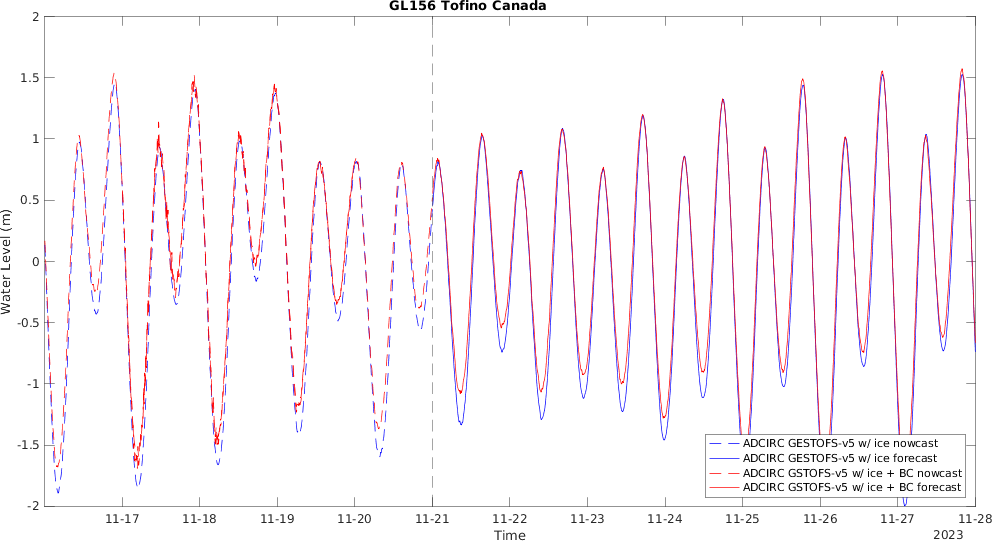 GL156 Tofino Canada
2
1.5
1
0.5
0
-0.5
-1
-1.5
-2
Water Level (m)
ADCIRC GESTOFS-v5 w/ ice nowcast
ADCIRC GESTOFS-v5 w/ ice forecast
ADCIRC GSTOFS-v5 w/ ice + BC nowcast
ADCIRC GSTOFS-v5 w/ ice + BC forecast
11-17 11-18 11-19 11-20 11-21 11-22 11-23 11-24 11-25 11-26 11-27 11-28
Time
2023